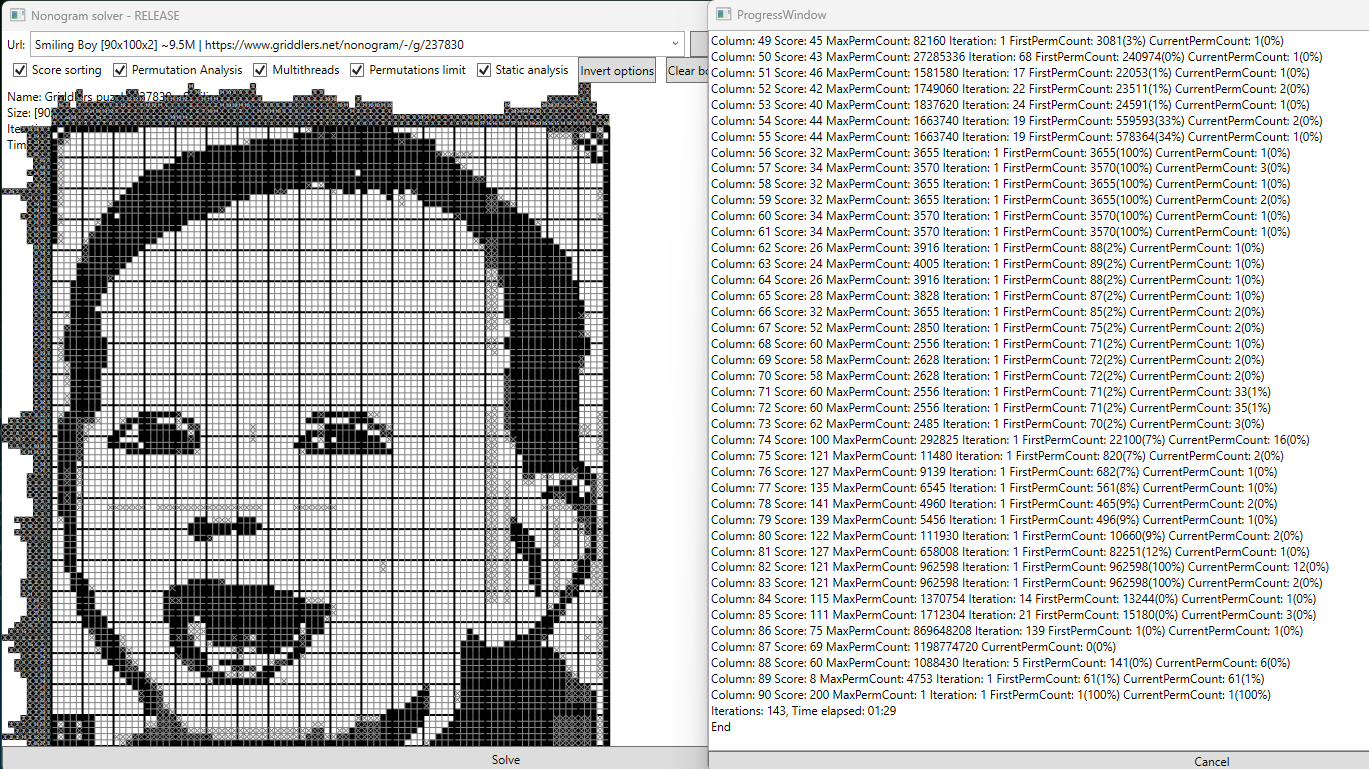 Nonogram solver - RELEASE
Url: Smiling Boy [90x100x2] ~9.5M | https://www.griddlers.net/nonogram/-/g/237830
Score sorting Permutation Analysis Multithreads Permutations limit Static analysis Invert options Clear bo
Name: Griddlers puzzle
Size: [90
Tim
Solve
ProgressWindow
Column: 49 Score: 45 MaxPermCount: 82160 Iteration: 1 FirstPermCount: 3081(3%) CurrentPermCount: 1(0%)
Column: 50 Score: 43 MaxPermCount: 27285336 Iteration: 68 FirstPermCount: 240974(0%) CurrentPermCount: 1(0%)
Column: 51 Score: 46 MaxPermCount: 1581580 Iteration: 17 FirstPermCount: 22053(1%) CurrentPermCount: 1(0%)
Column: 52 Score: 42 MaxPermCount: 1749060 Iteration: 22 FirstPermCount: 23511(1%) CurrentPermCount: 2(0%)
Column: 53 Score: 40 MaxPermCount: 1837620 Iteration: 24 FirstPermCount: 24591(1%) CurrentPermCount: 1(0%)
Column: 54 Score: 44 MaxPermCount: 1663740 Iteration: 19 FirstPermCount: 559593(33%) CurrentPermCount: 2(0%)
Column: 55 Score: 44 MaxPermCount: 1663740 Iteration: 19 FirstPermCount: 578364(34%) CurrentPermCount: 1(0%)
Column: 56 Score: 32 MaxPermCount: 3655 Iteration: 1 FirstPermCount: 3655(100%) CurrentPermCount: 1(0%)
Column: 57 Score: 34 MaxPermCount: 3570 Iteration: 1 FirstPermCount: 3570(100%) CurrentPermCount: 3(0%)
Column: 58 Score: 32 MaxPermCount: 3655 Iteration: 1 FirstPermCount: 3655(100%) CurrentPermCount: 1(0%)
Column: 59 Score: 32 MaxPermCount: 3655 Iteration: 1 FirstPermCount: 3655(100%) CurrentPermCount: 2(0%)
Column: 60 Score: 34 MaxPermCount: 3570 Iteration: 1 FirstPermCount: 3570(100%) CurrentPermCount: 1(0%)
Column: 61 Score: 34 MaxPermCount: 3570 Iteration: 1 FirstPermCount: 3570(100%) CurrentPermCount: 1(0%)
Column: 62 Score: 26 MaxPermCount: 3916 Iteration: 1 FirstPermCount: 88(2%) CurrentPermCount: 1(0%)
Column: 63 Score: 24 MaxPermCount: 4005 Iteration: 1 FirstPermCount: 89(2%) CurrentPermCount: 1(0%)
Column: 64 Score: 26 MaxPermCount: 3916 Iteration: 1 FirstPermCount: 88(2%) CurrentPermCount: 1(0%)
Column: 65 Score: 28 MaxPermCount: 3828 Iteration: 1 FirstPermCount: 87(2%) CurrentPermCount: 1(0%)
Column: 66 Score: 32 MaxPermCount: 3655 Iteration: 1 FirstPermCount: 85(2%) CurrentPermCount: 2(0%)
Column: 67 Score: 52 MaxPermCount: 2850 Iteration: 1 FirstPermCount: 75(2%) CurrentPermCount: 2(0%)
Column: 68 Score: 60 MaxPermCount: 2556 Iteration: 1 FirstPermCount: 71(2%) CurrentPermCount: 1(0%)
Column: 69 Score: 58 MaxPermCount: 2628 Iteration: 1 FirstPermCount: 72(2%) CurrentPermCount: 2(0%)
Column: 70 Score: 58 MaxPermCount: 2628 Iteration: 1 FirstPermCount: 72(2%) CurrentPermCount: 2(0%)
Column: 71 Score: 60 MaxPermCount: 2556 Iteration: 1 FirstPermCount: 71(2%) CurrentPermCount: 33(1%)
Column: 72 Score: 60 MaxPermCount: 2556 Iteration: 1 FirstPermCount: 71(2%) CurrentPermCount: 35(1%)
Column: 73 Score: 62 MaxPermCount: 2485 Iteration: 1 FirstPermCount: 70(2%) CurrentPermCount: 3(0%)
Column: 74 Score: 100 MaxPermCount: 292825 Iteration: 1 FirstPermCount: 22100(7%) CurrentPermCount: 16(0%)
Column: 75 Score: 121 MaxPermCount: 11480 Iteration: 1 FirstPermCount: 820(7%) CurrentPermCount: 2(0%)
Column: 76 Score: 127 MaxPermCount: 9139 Iteration: 1 FirstPermCount: 682(7%) CurrentPermCount: 1(0%)
Column: 77 Score: 135 MaxPermCount: 6545 Iteration: 1 FirstPermCount: 561(8%) CurrentPermCount: 1(0%)
Column: 78 Score: 141 MaxPermCount: 4960 Iteration: 1 FirstPermCount: 465(9%) CurrentPermCount: 2(0%)
Column: 79 Score: 139 MaxPermCount: 5456 Iteration: 1 FirstPermCount: 496(9%) CurrentPermCount: 1(0%)
Column: 80 Score: 122 MaxPermCount: 111930 Iteration: 1 FirstPermCount: 10660(9%) CurrentPermCount: 2(0%)
Column: 81 Score: 127 MaxPermCount: 658008 Iteration: 1 FirstPermCount: 82251(12%) CurrentPermCount: 1(0%)
Column: 82 Score: 121 MaxPermCount: 962598 Iteration: 1 FirstPermCount: 962598(100%) CurrentPermCount: 12(0%)
Column: 83 Score: 121 MaxPermCount: 962598 Iteration: 1 FirstPermCount: 962598(100%) CurrentPermCount: 2(0%)
Column: 84 Score: 115 MaxPermCount: 1370754 Iteration: 14 FirstPermCount: 13244(0%) CurrentPermCount: 1(0%)
Column: 85 Score: 111 MaxPermCount: 1712304 Iteration: 21 FirstPermCount: 15180(0%) CurrentPermCount: 3(0%)
Column: 86 Score: 75 MaxPermCount: 869648208 Iteration: 139 FirstPermCount: 1(0%) CurrentPermCount: 1(0%)
Column: 87 Score: 69 MaxPermCount: 1198774720 CurrentPermCount: 0(0%)
Column: 88 Score: 60 MaxPermCount: 1088430 Iteration: 5 FirstPermCount: 141(0%) CurrentPermCount: 6(0%)
Column: 89 Score: 8 MaxPermCount: 4753 Iteration: 1 FirstPermCount: 61(1%) CurrentPermCount: 61(1%)
Column: 90 Score: 200 MaxPermCount: 1 Iteration: 1 FirstPermCount: 1(100%) CurrentPermCount: 1(100%)
Iterations: 143, Time elapsed: 01:29
End
Cancel